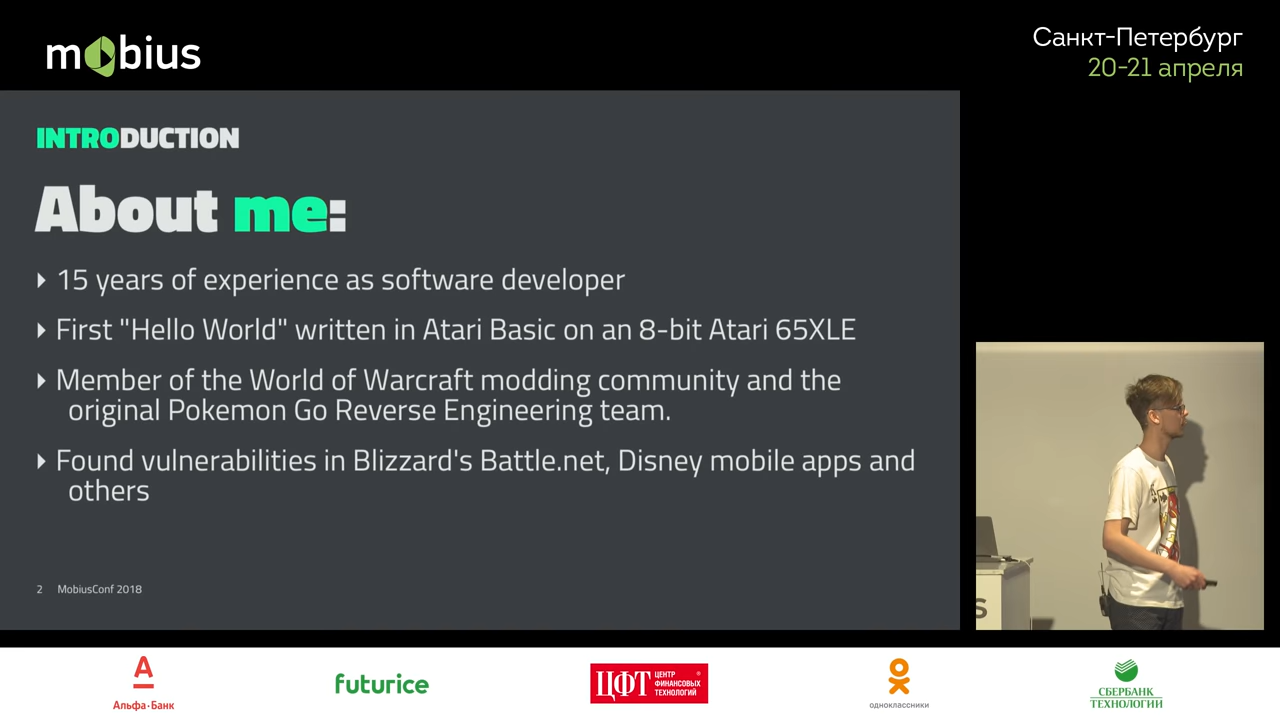 mobius
Санкт-Петербург
20-21 апреля
INTRODUCTION
About me:
15 years of experience as software developer
First "Hello World" written in Atari Basic on an 8-bit Atari 65XLE
Member of the World of Warcraft modding community and the
original Pokemon Go Reverse Engineering team.
Found vulnerabilities in Blizzard's Battle.net, Disney mobile apps and
others
2 MobiusConf 2018
S
А
Альфа·Банк
futurice
ЦФТ
ЦЕНТР
ФИНАНСОВЫХ
ТЕХНОЛОГИЙ
®
одноклассники
СБЕРБАНК
ТЕХНОЛОГИИ